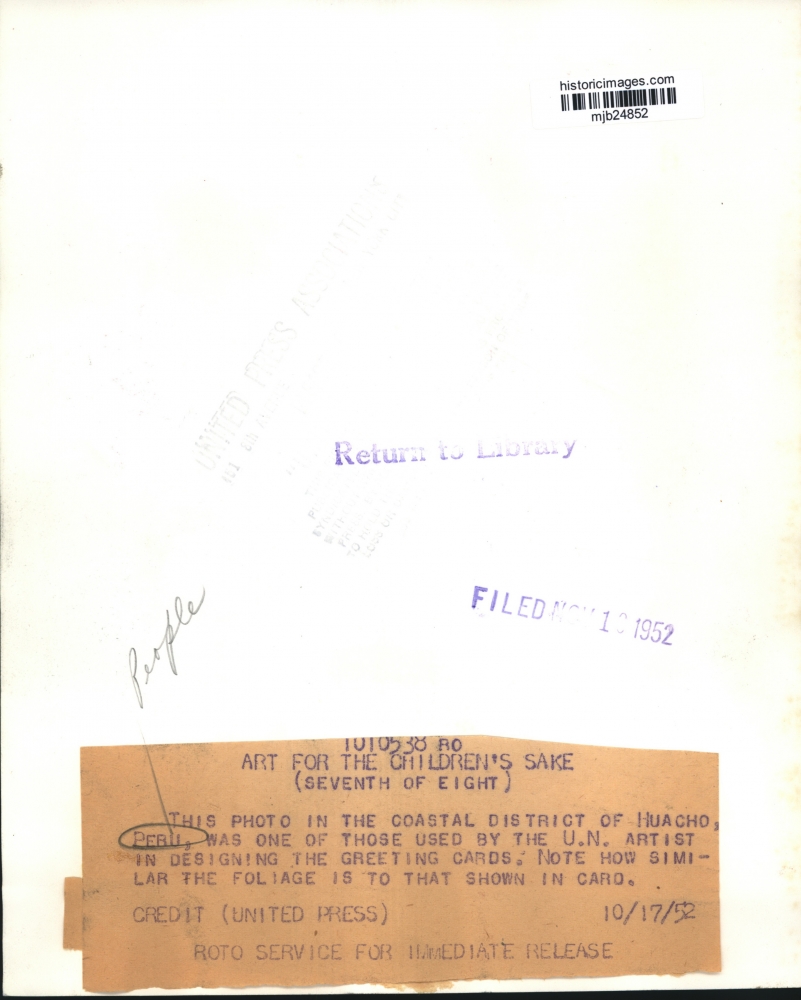 historicimages.com
mjb24852
UNITED PRESS ASSOCIATIONS
Return to Library
FILED NOV 10 1952
People
1010538 RO
ART FOR THE CHILDREN'S SAKE
(SEVENTH OF EIGHT)
THIS PHOTO IN THE COASTAL DISTRICT OF HUACHO,
PERU, WAS ONE OF THOSE USED BY THE U.N. ARTIST
IN DESIGNING THE GREETING CARDS. NOTE HOW SIMI-
LAR THE FOLIAGE IS TO THAT SHOWN IN CARD.
CREDIT (UNITED PRESS) 10/17/52
ROTO SERVICE FOR IMMEDIATE RELEASE